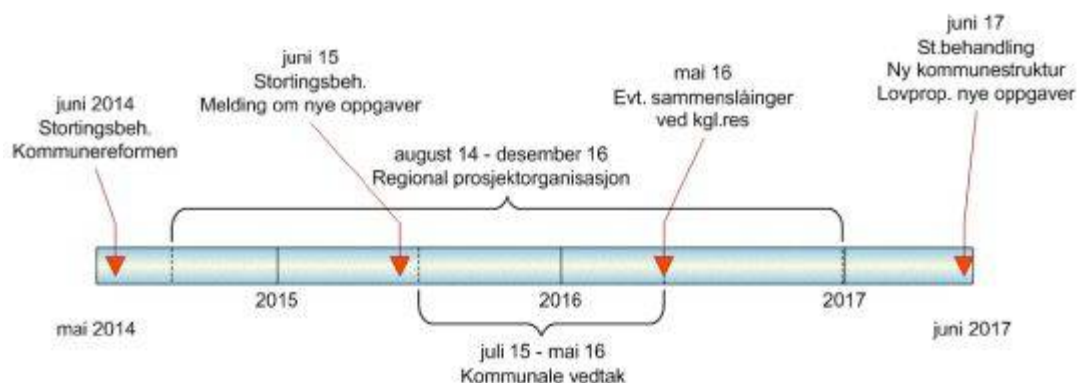 juni 2014
Stortingsbeh.
Kommunereformen
juni 15
Stortingsbeh.
Melding om nye oppgaver
august 14 - desember 16
Regional prosjektorganisasjon
mai 16
Evt. sammenslåinger
ved kgl.res
juni 17
St.behandling
Ny kommunestruktur
Lovprop. nye oppgaver
2015
2016
2017
mai 2014
juni 2017
juli 15 - mai 16
Kommunale vedtak